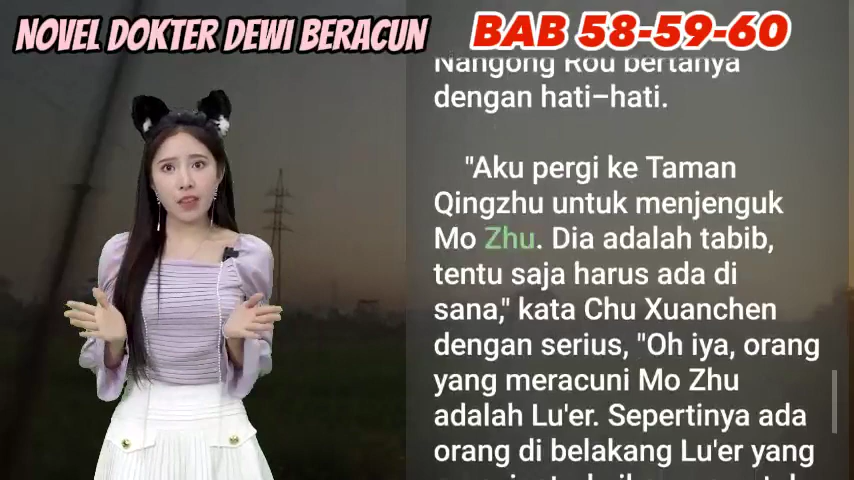 NOVEL DOKTER DEWI BERACUN
BAB 58-59-60
Nangong Rou bertanya
dengan hati–hati.
"Aku pergi ke Taman
Qingzhu untuk menjenguk
Mo Zhu. Dia adalah tabib,
tentu saja harus ada di
sana," kata Chu Xuanchen
dengan serius, "Oh iya, orang
yang meracuni Mo Zhu
adalah Lu'er. Sepertinya ada
orang di belakang Lu'er yang